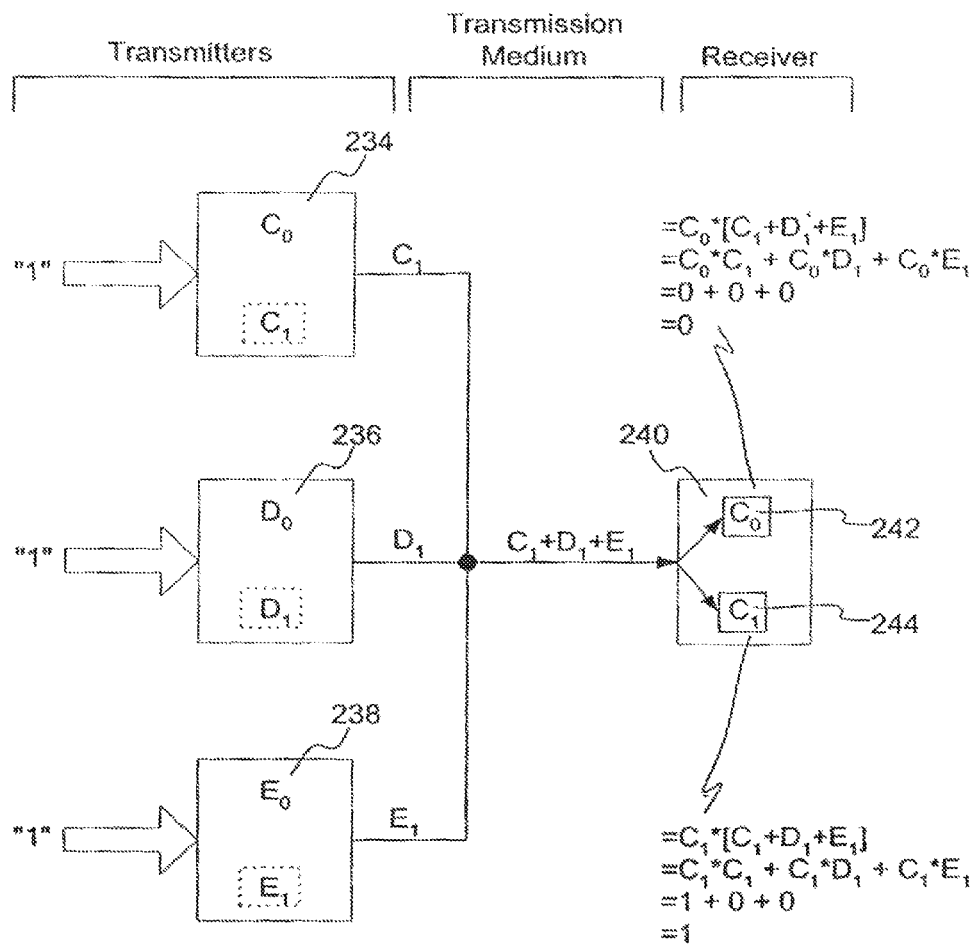 Transmitters
Transmission
Medium
Receiver
234
C₀
C₁
"1"
C₁
=C₀*[C₁+D₁+E₁]
=C₀*C₁ + C₀*D₁ + C₀*E₁
=0 + 0 + 0
=0
236
D₀
D₁
"1"
D₁
C₁+D₁+E₁
240
C₀
242
C₁
244
238
E₀
E₁
"1"
E₁
=C₁*[C₁+D₁+E₁]
=C₁*C₁ + C₁*D₁ + C₁*E₁
=1 + 0 + 0
=1